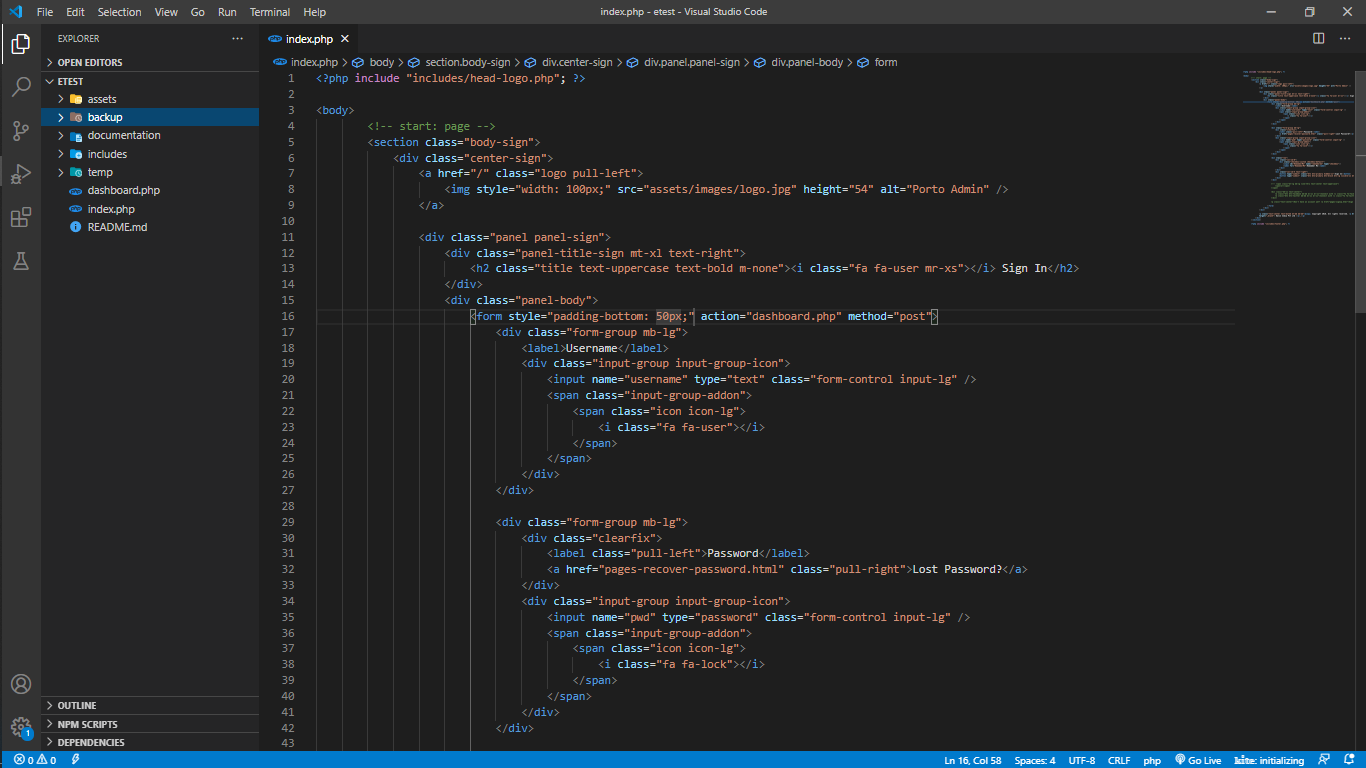 File Edit Selection View Go Run Terminal Help
index.php - etest - Visual Studio Code
EXPLORER
OPEN EDITORS
ETEST
assets
backup
documentation
includes
temp
dashboard.php
index.php
README.md
OUTLINE
NPM SCRIPTS
DEPENDENCIES
1
index.php
index.php > body > section.body-sign > div.center-sign > div.panel.panel-sign > div.panel-body > form
1 <?php include "includes/head-logo.php"; ?>
2
3 <body>
4 <!-- start: page -->
5 <section class="body-sign">
6 <div class="center-sign">
7 <a href="/" class="logo pull-left">
8 <img style="width: 100px;" src="assets/images/logo.jpg" height="54" alt="Porto Admin" />
9 </a>
10
11 <div class="panel panel-sign">
12 <div class="panel-title-sign mt-xl text-right">
13 <h2 class="title text-uppercase text-bold m-none"><i class="fa fa-user mr-xs"></i> Sign In</h2>
14 </div>
15 <div class="panel-body">
16 <form style="padding-bottom: 50px;" action="dashboard.php" method="post">
17 <div class="form-group mb-lg">
18 <label>Username</label>
19 <div class="input-group input-group-icon">
20 <input name="username" type="text" class="form-control input-lg" />
21 <span class="input-group-addon">
22 <span class="icon icon-lg">
23 <i class="fa fa-user"></i>
24 </span>
25 </span>
26 </div>
27 </div>
28
29 <div class="form-group mb-lg">
30 <div class="clearfix">
31 <label class="pull-left">Password</label>
32 <a href="pages-recover-password.html" class="pull-right">Lost Password?</a>
33 </div>
34 <div class="input-group input-group-icon">
35 <input name="pwd" type="password" class="form-control input-lg" />
36 <span class="input-group-addon">
37 <span class="icon icon-lg">
38 <i class="fa fa-lock"></i>
39 </span>
40 </span>
41 </div>
42 </div>
43
0 0 Ln 16, Col 58 Spaces: 4 UTF-8 CRLF php Go Live kite: initializing